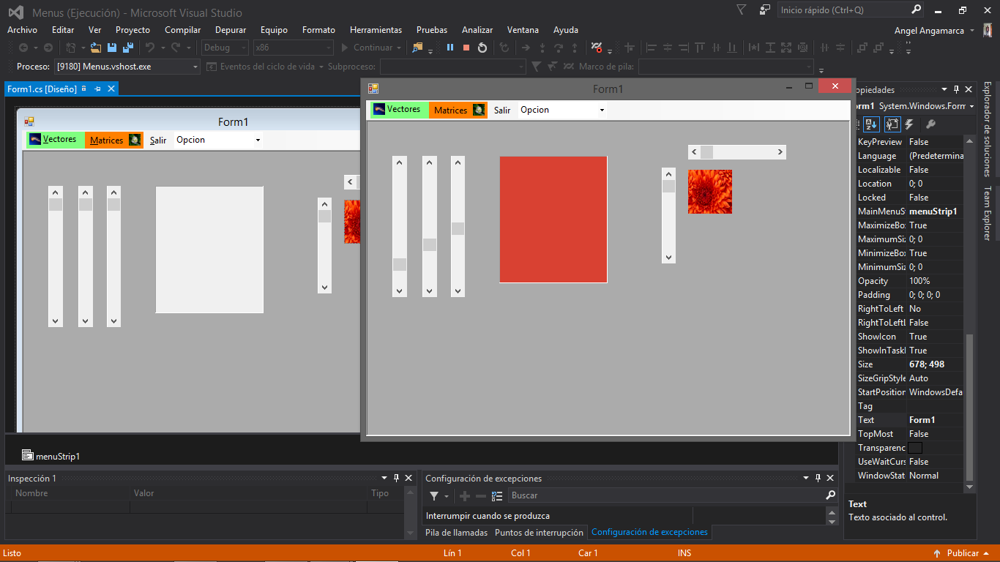 Menus (Ejecución) - Microsoft Visual Studio
Inicio rápido (Ctrl+Q)
Archivo Editar Ver Proyecto Compilar Depurar Equipo Formato Herramientas Pruebas Analizar Ventana Ayuda
Angel Angamarca
Debug x86 Continuar
Proceso: [9180] Menus.vshost.exe Eventos del ciclo de vida Subproceso: Marco de pila:
Form1.cs [Diseño]
Form1
Vectores Matrices Salir Opcion
Form1
Vectores Matrices Salir Opcion
menuStrip1
opiedades
orm1 System.Windows.Form
KeyPreview False
Language (Predetermina
Localizable False
Location 0; 0
Locked False
MainMenuSt menuStrip1
MaximizeBo: True
MaximumSiz 0; 0
MinimizeBox True
MinimumSiz 0; 0
Opacity 100%
Padding 0; 0; 0; 0
RightToLeft No
RightToLeftL False
ShowIcon True
ShowInTaskl True
Size 678; 498
SizeGripStyle Auto
StartPosition WindowsDefa
Tag
Text Form1
TopMost False
Transparenc
UseWaitCurs False
WindowStat Normal
Text
Texto asociado al control.
Explorador de soluciones
Team Explorer
Inspección 1
Nombre Valor Tipo
Configuración de excepciones
Buscar
Interrumpir cuando se produzca
Pila de llamadas Puntos de interrupción Configuración de excepciones
Listo Lín 1 Col 1 Car 1 INS Publicar